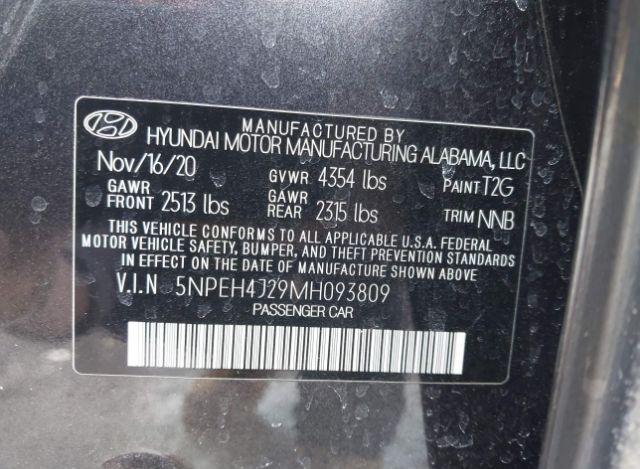 MANUFACTURED BY
HYUNDAI MOTOR MANUFACTURING ALABAMA, LLC
Nov/16/20 GVWR 4354 lbs PAINT T2G
GAWR FRONT 2513 lbs GAWR REAR 2315 lbs TRIM NNB
THIS VEHICLE CONFORMS TO ALL APPLICABLE U.S.A. FEDERAL
MOTOR VEHICLE SAFETY, BUMPER, AND THEFT PREVENTION STANDARDS
IN EFFECT ON THE DATE OF MANUFACTURE SHOWN ABOVE.
V.I.N 5NPEH4J29MH093809
PASSENGER CAR